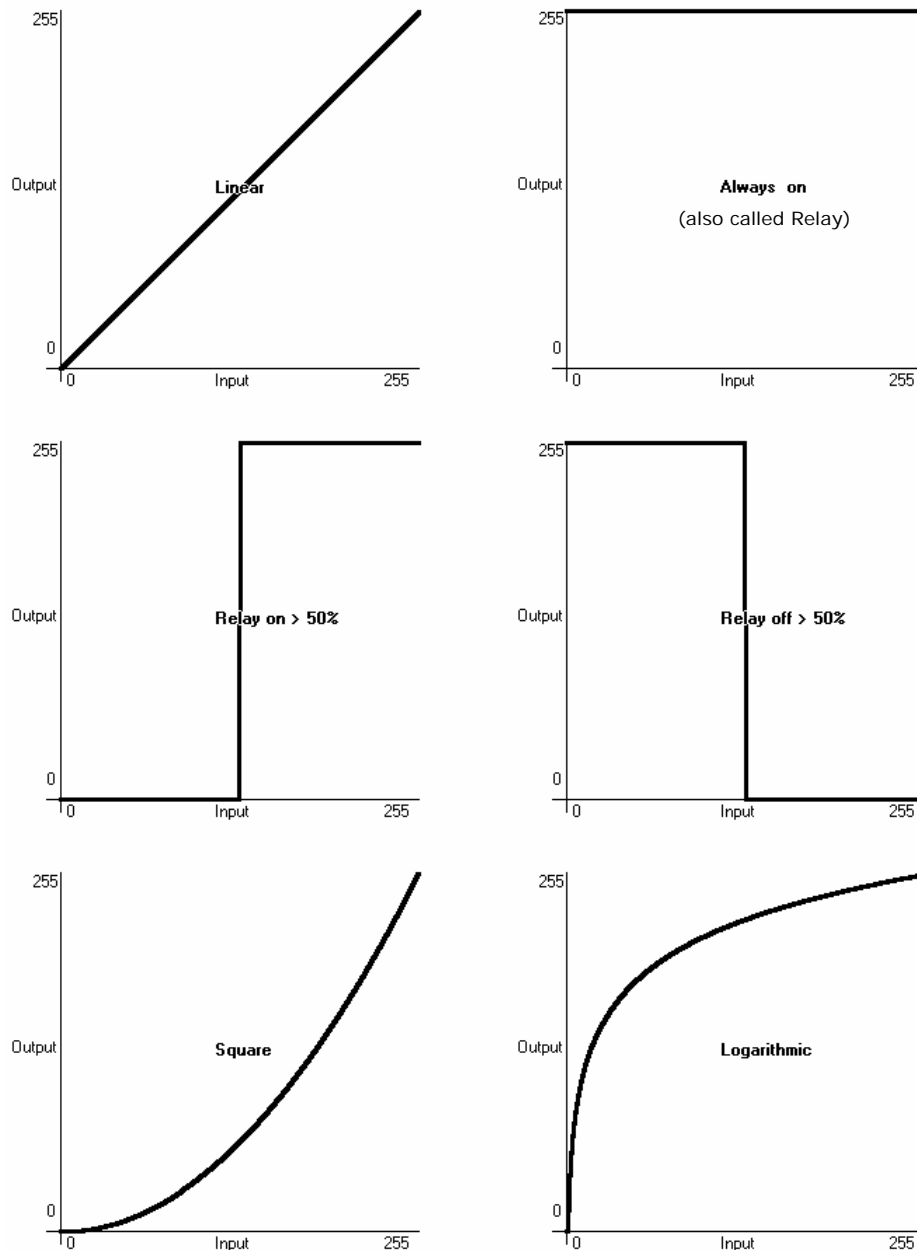 255
Output
Linear
0
0 Input 255
255
Output
Always on
(also called Relay)
0
0 Input 255
255
Output
Relay on > 50%
0
0 Input 255
255
Output
Relay off > 50%
0
0 Input 255
255
Output
Square
0
0 Input 255
255
Output
Logarithmic
0
0 Input 255